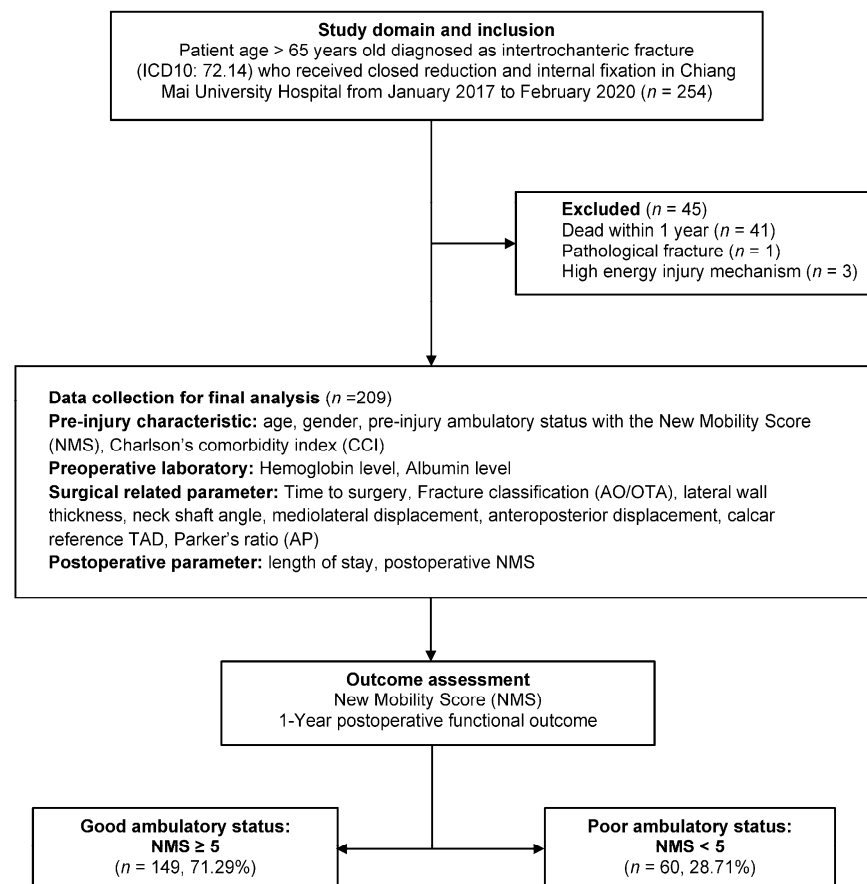 Study domain and inclusion
Patient age > 65 years old diagnosed as intertrochanteric fracture
(ICD10: 72.14) who received closed reduction and internal fixation in Chiang
Mai University Hospital from January 2017 to February 2020 (n = 254)
Excluded (n = 45)
Dead within 1 year (n = 41)
Pathological fracture (n = 1)
High energy injury mechanism (n = 3)
Data collection for final analysis (n =209)
Pre-injury characteristic: age, gender, pre-injury ambulatory status with the New Mobility Score
(NMS), Charlson's comorbidity index (CCI)
Preoperative laboratory: Hemoglobin level, Albumin level
Surgical related parameter: Time to surgery, Fracture classification (AO/OTA), lateral wall
thickness, neck shaft angle, mediolateral displacement, anteroposterior displacement, calcar
reference TAD, Parker's ratio (AP)
Postoperative parameter: length of stay, postoperative NMS
Outcome assessment
New Mobility Score (NMS)
1-Year postoperative functional outcome
Good ambulatory status:
NMS ≥ 5
(n = 149, 71.29%)
Poor ambulatory status:
NMS < 5
(n = 60, 28.71%)